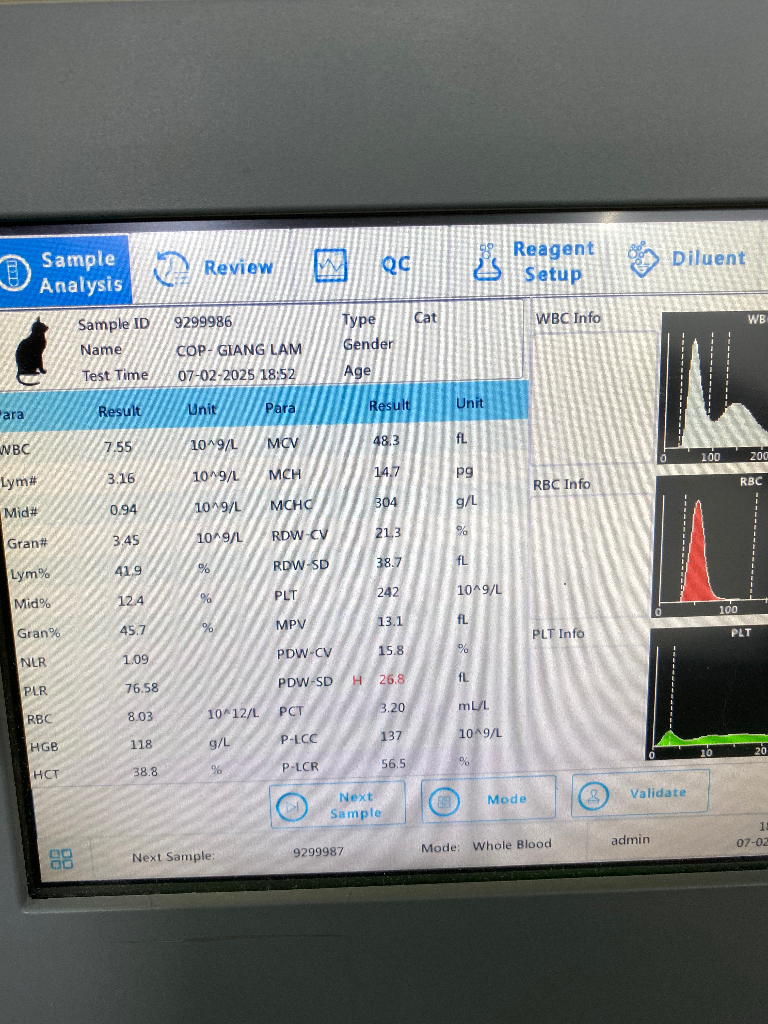 Sample Analysis
Review
QC
Reagent Setup
Diluent
Sample ID 9299986 Type Cat
Name COP- GIANG LAM Gender
Test Time 07-02-2025 18:52 Age
WBC Info
WB
0 100 200
Para Result Unit Para Result Unit
WBC 7.55 10^9/L MCV 48.3 fL
Lym# 3.16 10^9/L MCH 14.7 pg
Mid# 0.94 10^9/L MCHC 304 g/L
Gran# 3.45 10^9/L RDW-CV 21.3 %
Lym% 41.9 % RDW-SD 38.7 fL
Mid% 12.4 % PLT 242 10^9/L
Gran% 45.7 % MPV 13.1 fL
NLR 1.09 PDW-CV 15.8 %
PLR 76.58 PDW-SD H 26.8 fL
RBC 8.03 10^12/L PCT 3.20 mL/L
HGB 118 g/L P-LCC 137 10^9/L
HCT 38.8 % P-LCR 56.5 %
RBC Info
RBC
0 100
PLT Info
PLT
0 10 20
Next Sample
Mode
Validate
Next Sample: 9299987 Mode: Whole Blood admin
18
07-02